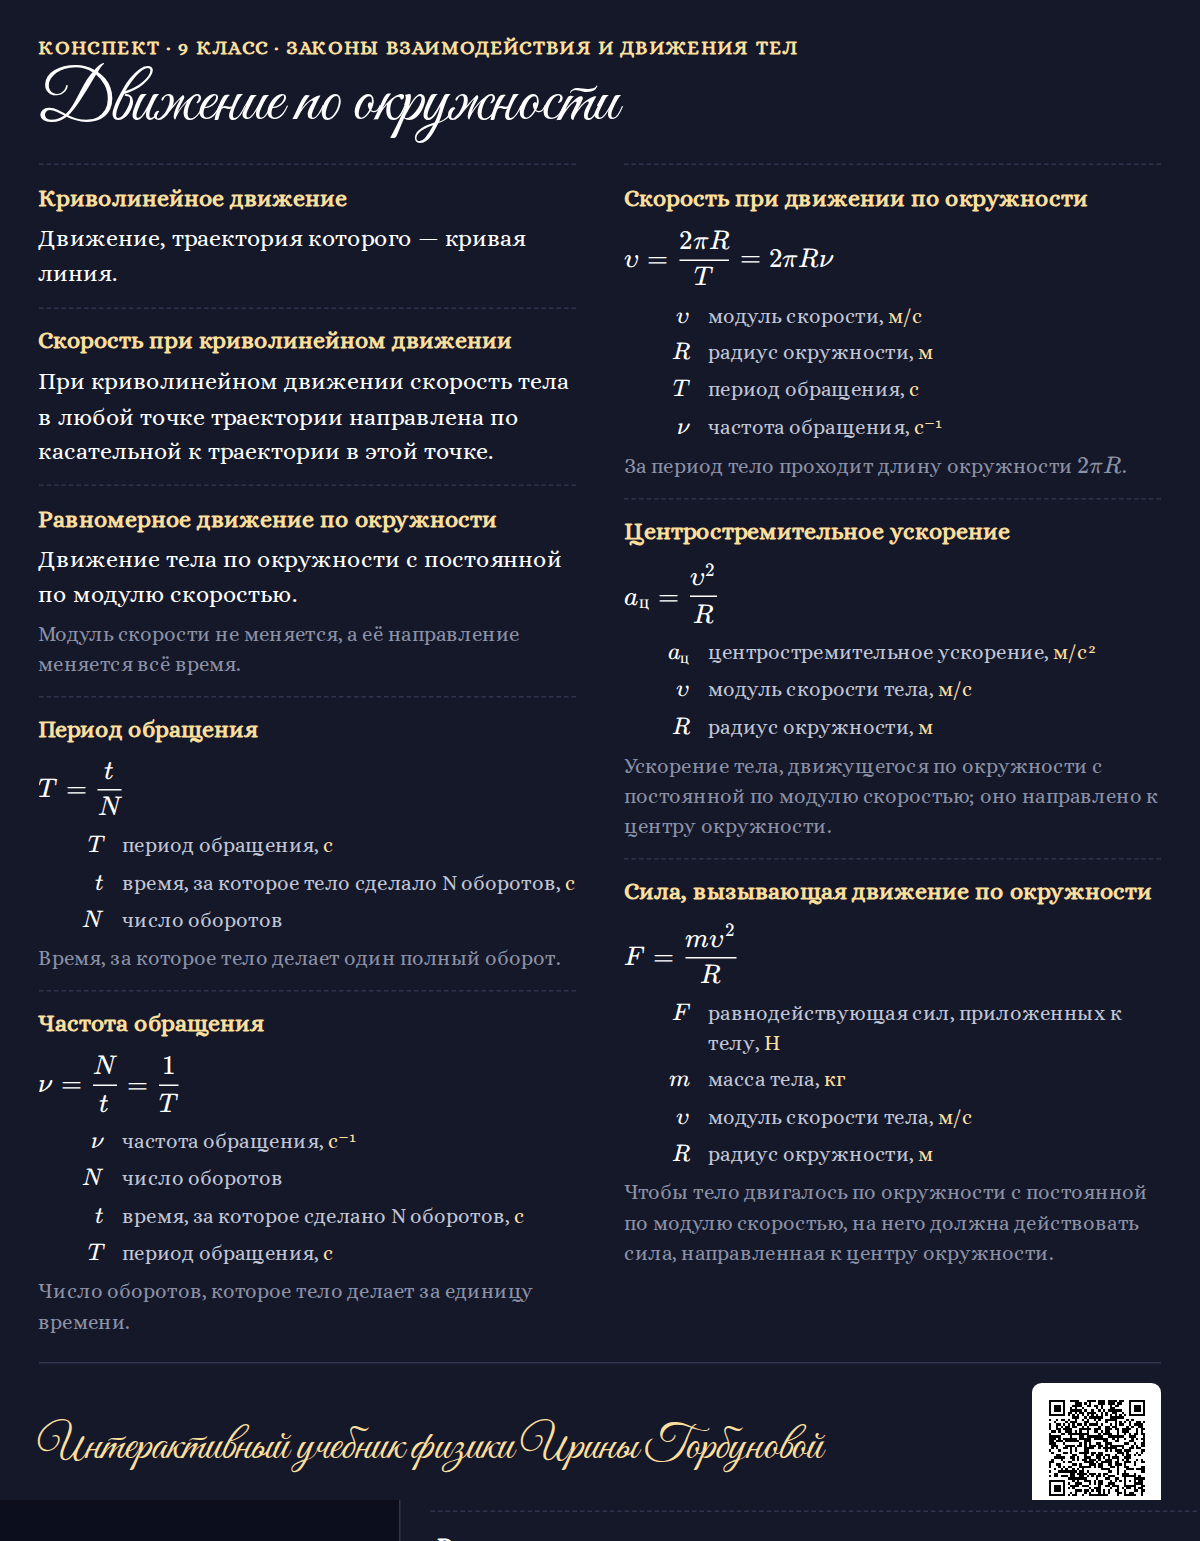 КОНСПЕКТ · 9 КЛАСС · ЗАКОНЫ ВЗАИМОДЕЙСТВИЯ И ДВИЖЕНИЯ ТЕЛ
Движение по окружности
Криволинейное движение
Движение, траектория которого — кривая
линия.
Скорость при криволинейном движении
При криволинейном движении скорость тела
в любой точке траектории направлена по
касательной к траектории в этой точке.
Равномерное движение по окружности
Движение тела по окружности с постоянной
по модулю скоростью.
Модуль скорости не меняется, а её направление
меняется всё время.
Период обращения
T = t/N
T период обращения, с
t время, за которое тело сделало N оборотов, с
N число оборотов
Время, за которое тело делает один полный оборот.
Частота обращения
ν = N/t = 1/T
ν частота обращения, с⁻¹
N число оборотов
t время, за которое сделано N оборотов, с
T период обращения, с
Число оборотов, которое тело делает за единицу
времени.
Скорость при движении по окружности
υ = 2πR/T = 2πRν
υ модуль скорости, м/с
R радиус окружности, м
T период обращения, с
ν частота обращения, с⁻¹
За период тело проходит длину окружности 2πR.
Центростремительное ускорение
aц = υ²/R
aц центростремительное ускорение, м/с²
υ модуль скорости тела, м/с
R радиус окружности, м
Ускорение тела, движущегося по окружности с
постоянной по модулю скоростью; оно направлено к
центру окружности.
Сила, вызывающая движение по окружности
F = mυ²/R
F равнодействующая сил, приложенных к
телу, Н
m масса тела, кг
υ модуль скорости тела, м/с
R радиус окружности, м
Чтобы тело двигалось по окружности с постоянной
по модулю скоростью, на него должна действовать
сила, направленная к центру окружности.
Интерактивный учебник физики Ирины Горбуновой